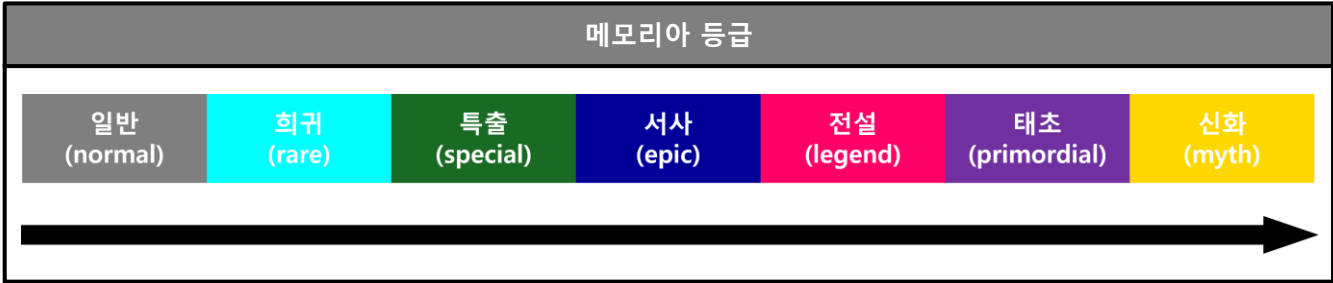 메모리아 등급
일반
(normal)
희귀
(rare)
특출
(special)
서사
(epic)
전설
(legend)
태초
(primordial)
신화
(myth)